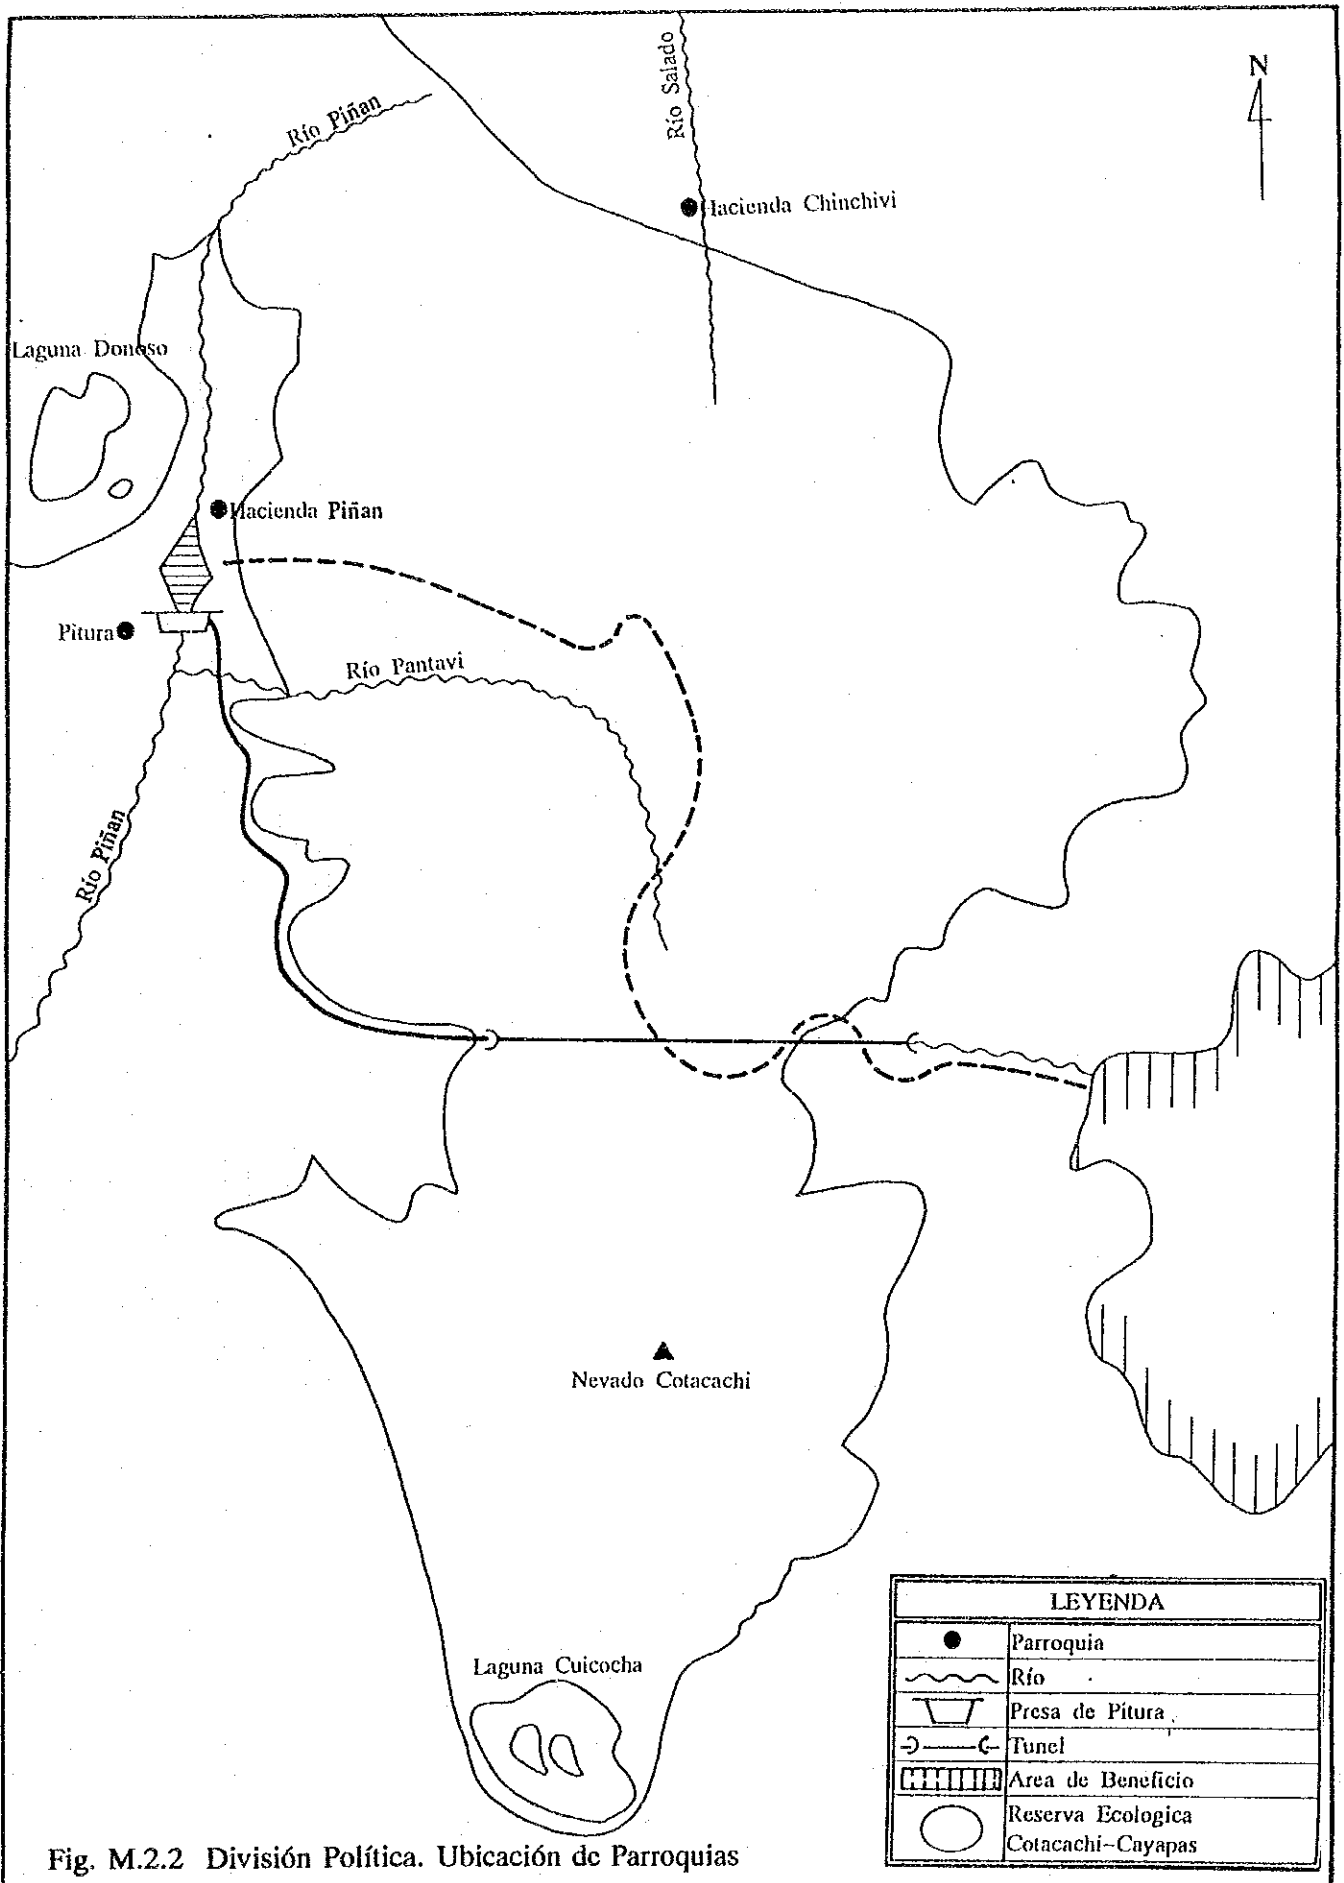 Río Piñan
Río Salado
N
Hacienda Chinchivi
Laguna Donoso
Hacienda Piñan
Pitura
Río Pantavi
Río Piñan
Nevado Cotacachi
Laguna Cuicocha
LEYENDA
Parroquia
Río
Presa de Pitura
Tunel
Area de Beneficio
Reserva Ecologica
Cotacachi-Cayapas
Fig. M.2.2 División Política. Ubicación de Parroquias